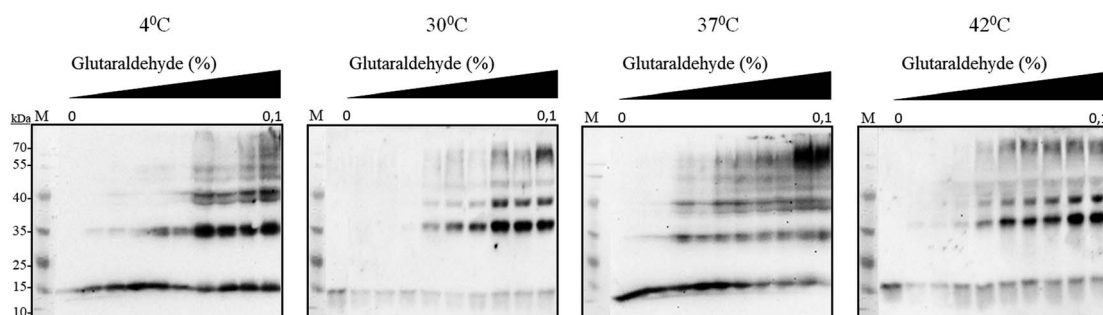 4⁰C 30⁰C 37⁰C 42⁰C
Glutaraldehyde (%) Glutaraldehyde (%) Glutaraldehyde (%) Glutaraldehyde (%)
kDa M 0 0,1 M 0 0,1 M 0 0,1 M 0 0,1
70
55
40
35
25
15
10